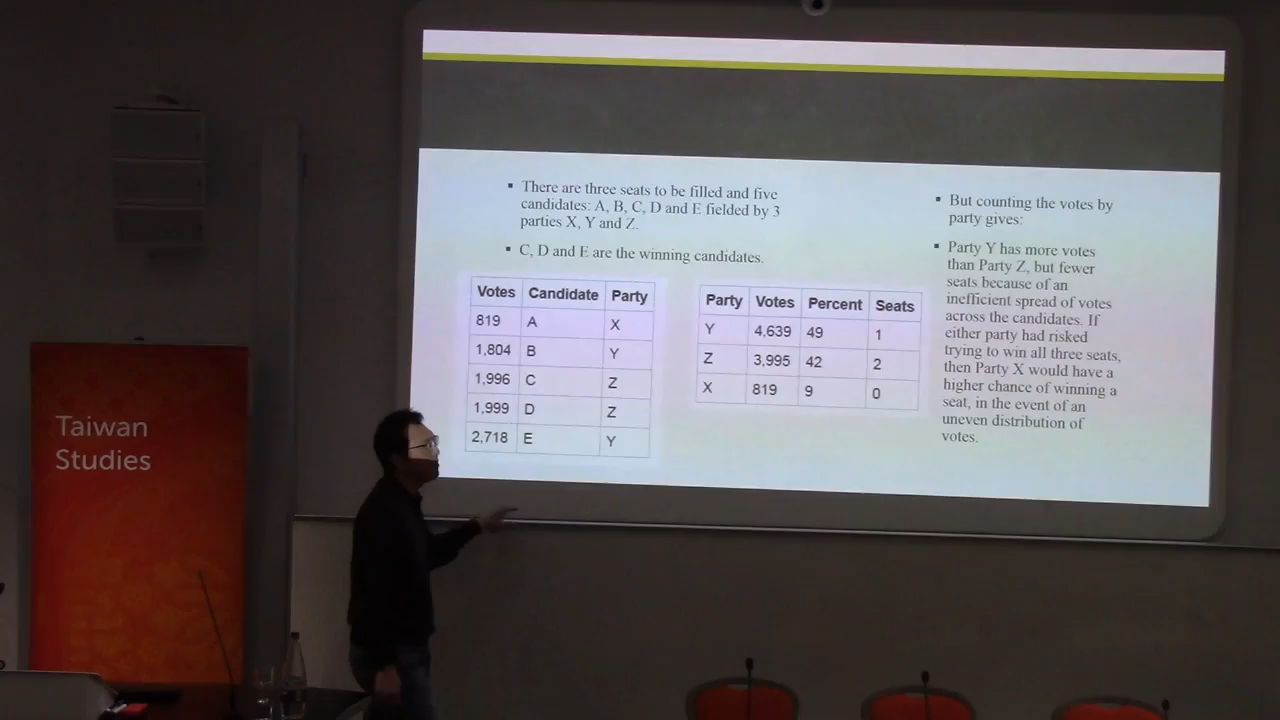 Taiwan
Studies
▪ There are three seats to be filled and five
candidates: A, B, C, D and E fielded by 3
parties X, Y and Z.
▪ C, D and E are the winning candidates.
Votes Candidate Party
819 A X
1,804 B Y
1,996 C Z
1,999 D Z
2,718 E Y
Party Votes Percent Seats
Y 4,639 49 1
Z 3,995 42 2
X 819 9 0
▪ But counting the votes by
party gives:
▪ Party Y has more votes
than Party Z, but fewer
seats because of an
inefficient spread of votes
across the candidates. If
either party had risked
trying to win all three seats,
then Party X would have a
higher chance of winning a
seat, in the event of an
uneven distribution of
votes.